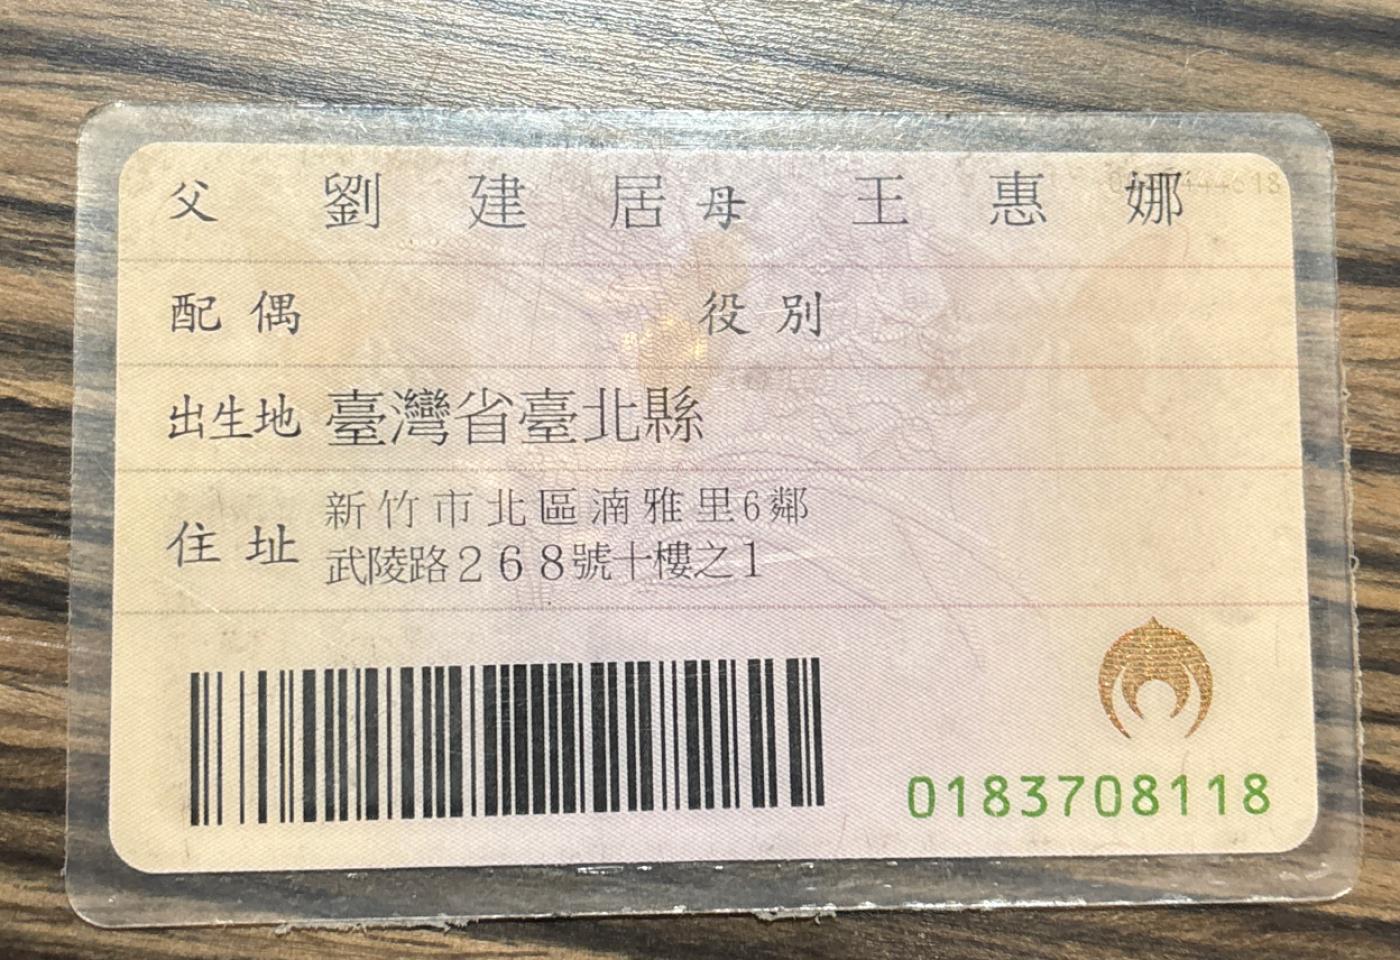 父 劉建居 母 王惠娜
配偶 役別
出生地 臺灣省臺北縣
住址 新竹市北區湳雅里6鄰
武陵路268號十樓之1
0183708118